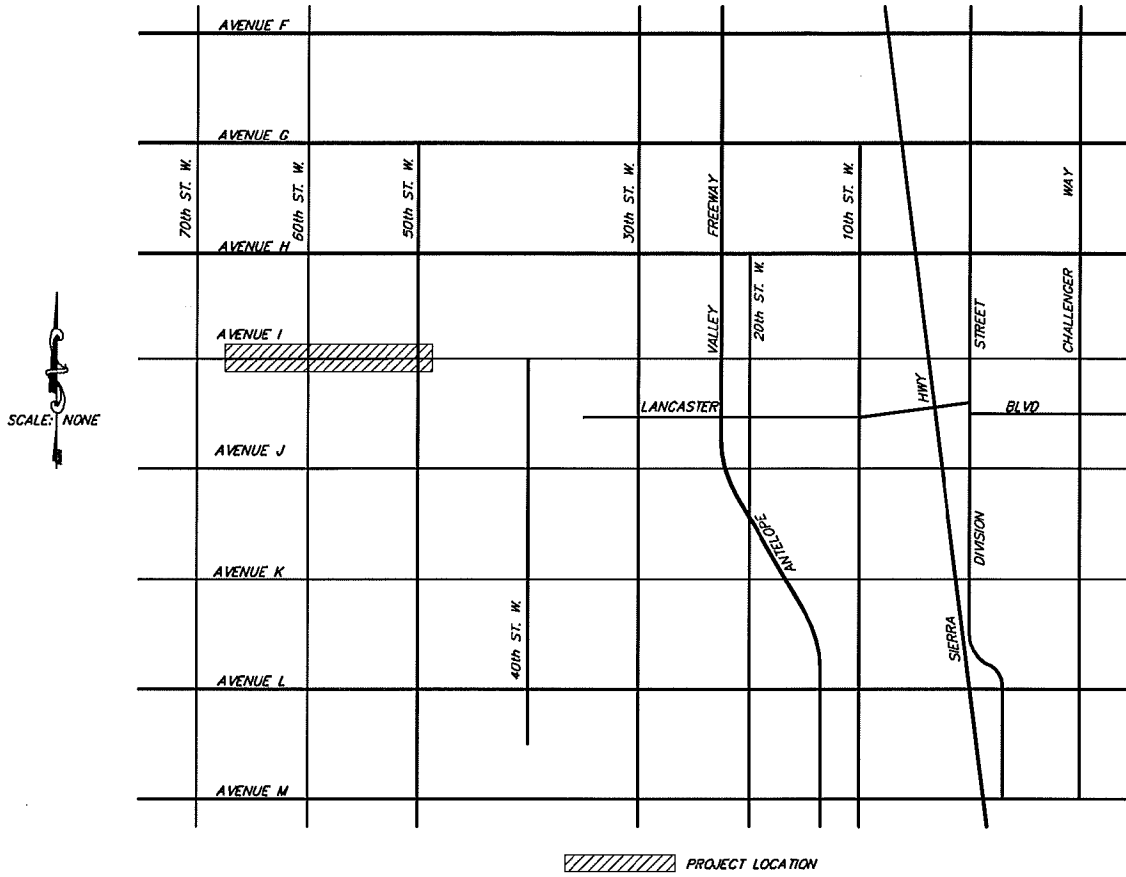 AVENUE F
AVENUE G
70th ST. W.
60th ST. W.
50th ST. W.
30th ST. W.
VALLEY FREEWAY
10th ST. W.
CHALLENGER WAY
AVENUE H
20th ST. W.
DIVISION STREET
AVENUE I
SCALE: NONE
LANCASTER BLVD
SIERRA HWY
AVENUE J
ANTELOPE
AVENUE K
40th ST. W.
AVENUE L
AVENUE M
PROJECT LOCATION